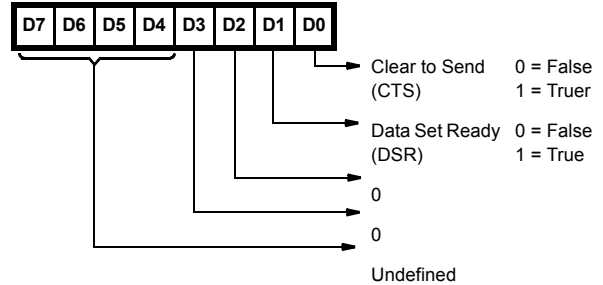 D7 D6 D5 D4 D3 D2 D1 D0
Clear to Send 0 = False
(CTS) 1 = Truer
Data Set Ready 0 = False
(DSR) 1 = True
0
0
Undefined